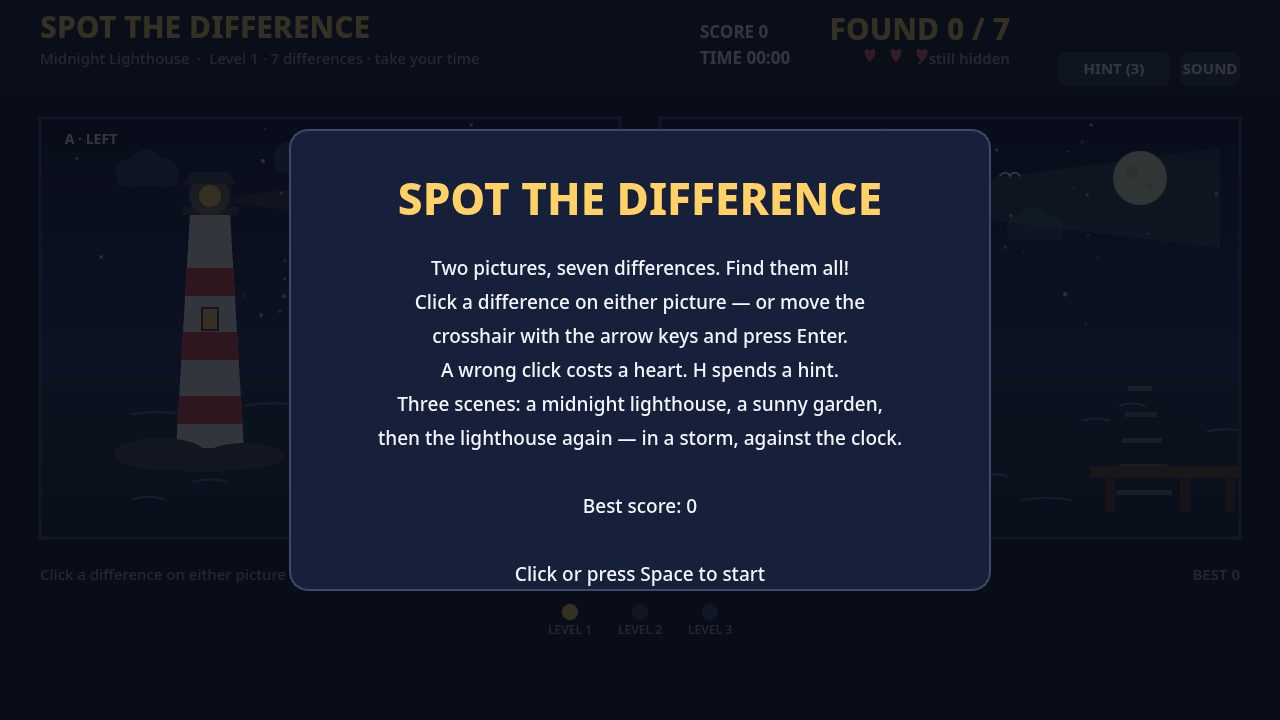 SPOT THE DIFFERENCE
Midnight Lighthouse · Level 1 · 7 differences · take your time
SCORE 0
TIME 00:00
FOUND 0 / 7
still hidden
HINT (3)
SOUND
A · LEFT
SPOT THE DIFFERENCE
Two pictures, seven differences. Find them all!
Click a difference on either picture — or move the
crosshair with the arrow keys and press Enter.
A wrong click costs a heart. H spends a hint.
Three scenes: a midnight lighthouse, a sunny garden,
then the lighthouse again — in a storm, against the clock.
Best score: 0
Click or press Space to start
Click a difference on either picture
BEST 0
LEVEL 1
LEVEL 2
LEVEL 3